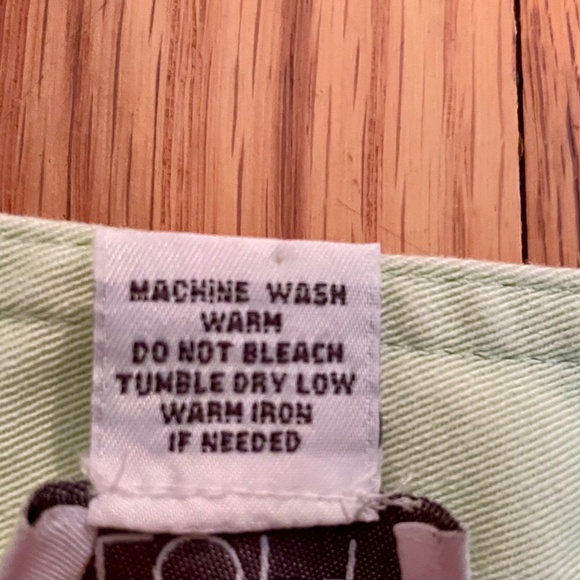 MACHINE WASH
WARM
DO NOT BLEACH
TUMBLE DRY LOW
WARM IRON
IF NEEDED